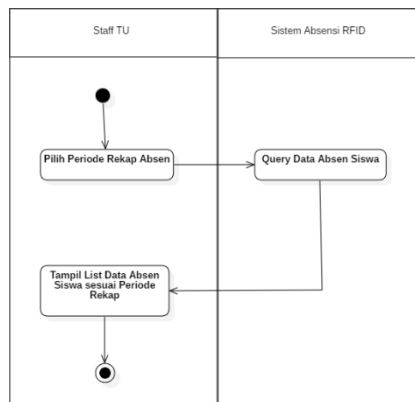 Staff TU
Sistem Absensi RFID
Pilih Periode Rekap Absen
Query Data Absen Siswa
Tampil List Data Absen
Siswa sesuai Periode
Rekap